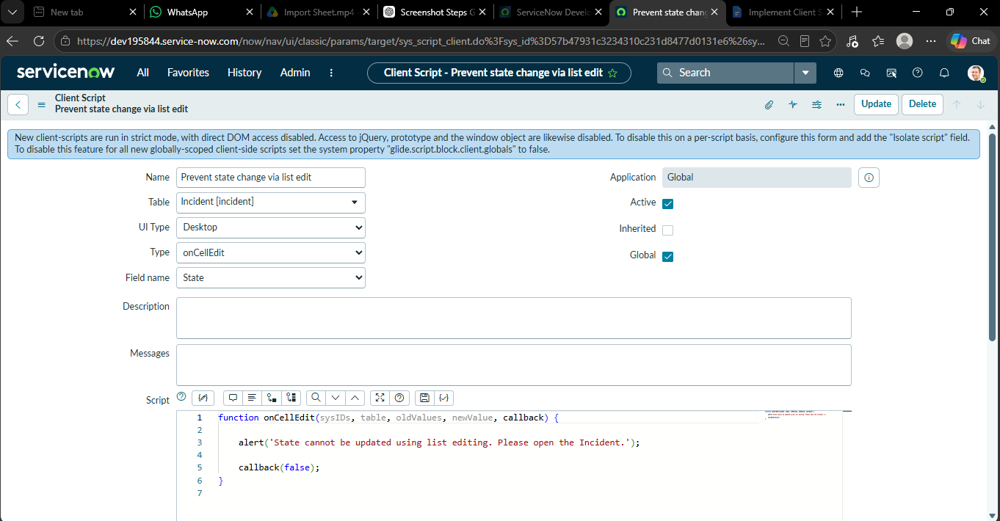 New tab
WhatsApp
Import Sheet.mp4
Screenshot Steps G
ServiceNow Develo
Prevent state chang
Implement Client S
https://dev195844.service-now.com/now/nav/ui/classic/params/target/sys_script_client.do%3Fsys_id%3D57b47931c3234310c231d8477d0131e6%26sy...
Chat
servicenow
All
Favorites
History
Admin
Client Script - Prevent state change via list edit
Search
Client Script
Prevent state change via list edit
Update
Delete
New client-scripts are run in strict mode, with direct DOM access disabled. Access to jQuery, prototype and the window object are likewise disabled. To disable this on a per-script basis, configure this form and add the "Isolate script" field.
To disable this feature for all new globally-scoped client-side scripts set the system property "glide.script.block.client.globals" to false.
Name
Prevent state change via list edit
Application
Global
Table
Incident [incident]
Active
UI Type
Desktop
Inherited
Type
onCellEdit
Global
Field name
State
Description
Messages
Script
1 function onCellEdit(sysIDs, table, oldValues, newValue, callback) {
2
3 alert('State cannot be updated using list editing. Please open the Incident.');
4
5 callback(false);
6 }
7